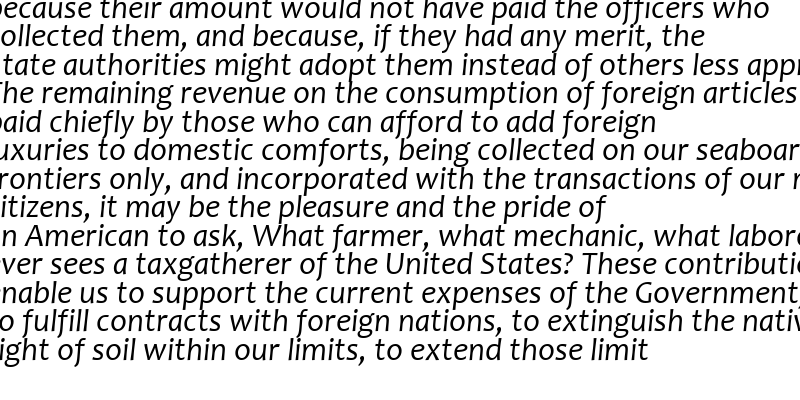 because their amount would not have paid the officers who
collected them, and because, if they had any merit, the
state authorities might adopt them instead of others less
The remaining revenue on the consumption of foreign articles
paid chiefly by those who can afford to add foreign
luxuries to domestic comforts, being collected on our
frontiers only, and incorporated with the transactions of our
citizens, it may be the pleasure and the pride of
an American to ask, What farmer, what mechanic, what
ever sees a taxgatherer of the United States? These
enable us to support the current expenses of the Government,
to fulfill contracts with foreign nations, to extinguish the
right of soil within our limits, to extend those limit